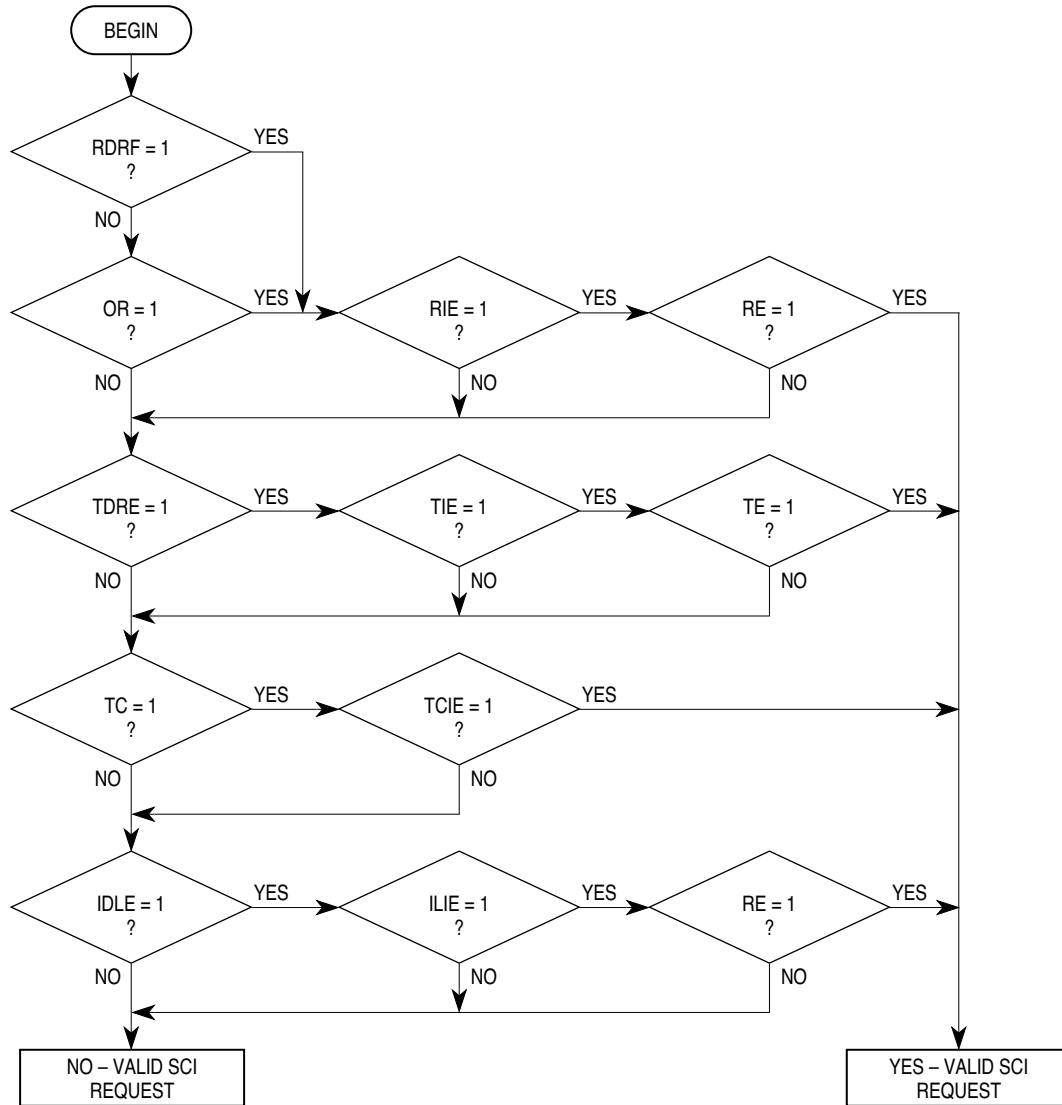 BEGIN
RDRF = 1
?
YES
NO
OR = 1
?
YES
RIE = 1
?
YES
RE = 1
?
YES
NO
NO
NO
TDRE = 1
?
YES
TIE = 1
?
YES
TE = 1
?
YES
NO
NO
NO
TC = 1
?
YES
TCIE = 1
?
YES
NO
NO
IDLE = 1
?
YES
ILIE = 1
?
YES
RE = 1
?
YES
NO
NO
NO
NO – VALID SCI
REQUEST
YES – VALID SCI
REQUEST